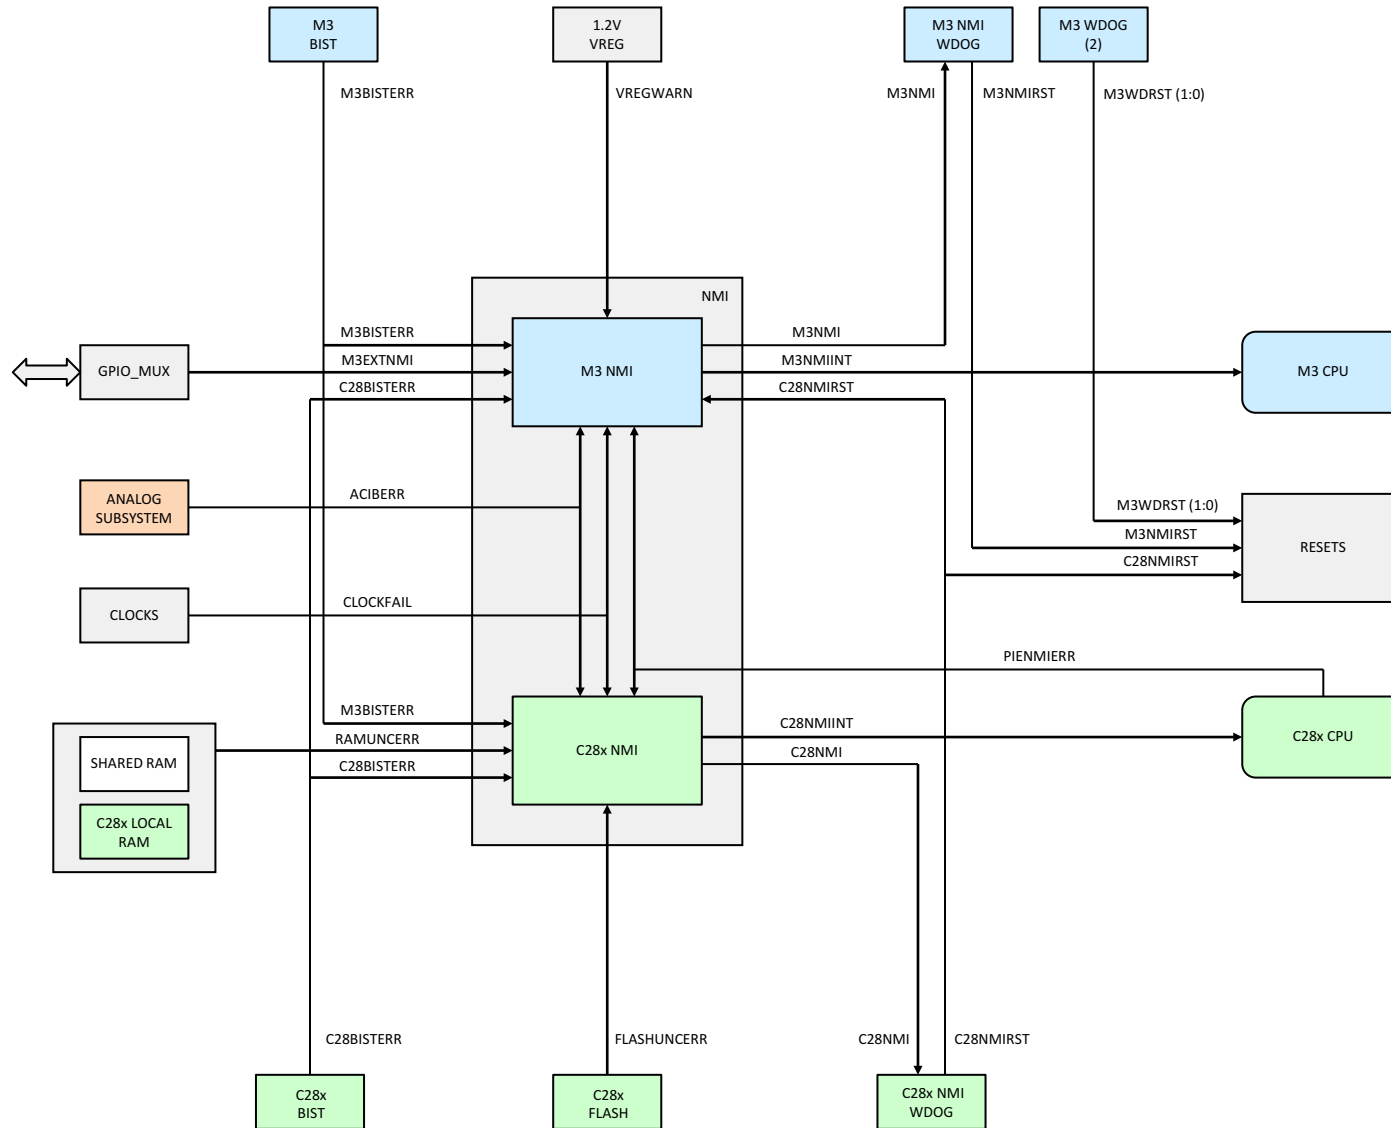 M3
BIST
1.2V
VREG
M3 NMI
WDOG
M3 WDOG
(2)
M3BISTERR
VREGWARN
M3NMI
M3NMIRST
M3WDRST (1:0)
NMI
M3BISTERR
M3NMI
M3EXTNMI
M3NMIINT
GPIO_MUX
M3 NMI
M3 CPU
C28BISTERR
C28NMIRST
ANALOG
SUBSYSTEM
ACIBERR
M3WDRST (1:0)
M3NMIRST
RESETS
C28NMIRST
CLOCKS
CLOCKFAIL
PIENMIERR
M3BISTERR
C28NMIINT
RAMUNCERR
C28x NMI
C28NMI
C28x CPU
SHARED RAM
C28BISTERR
C28x LOCAL
RAM
C28BISTERR
FLASHUNCERR
C28NMI
C28NMIRST
C28x
BIST
C28x
FLASH
C28x NMI
WDOG